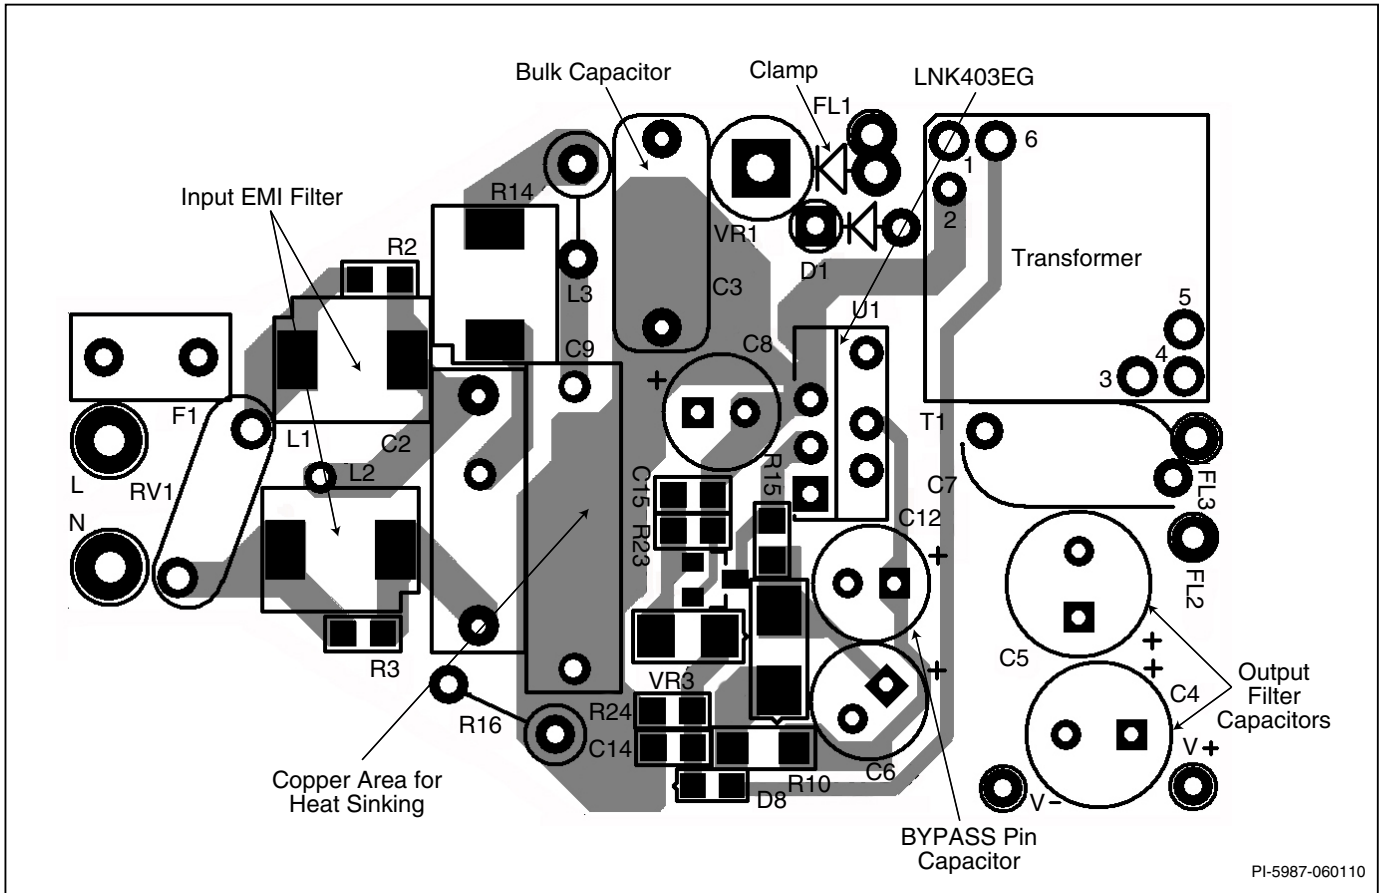 Bulk Capacitor
Clamp
LNK403EG
FL1
6
1
Input EMI Filter
R14
2
VR1
R2
Transformer
D1
L3
C3
U1
5
C9
C8
4
+
3
F1
L1
C2
T1
L2
L
RV1
C15
R15
C7
FL3
N
C12
R23
+
FL2
C5
+
R3
VR3
+
+
C4
Output
Filter
Capacitors
R16
R24
C14
V+
Copper Area for
Heat Sinking
C6
R10
D8
V-
BYPASS Pin
Capacitor
PI-5987-060110